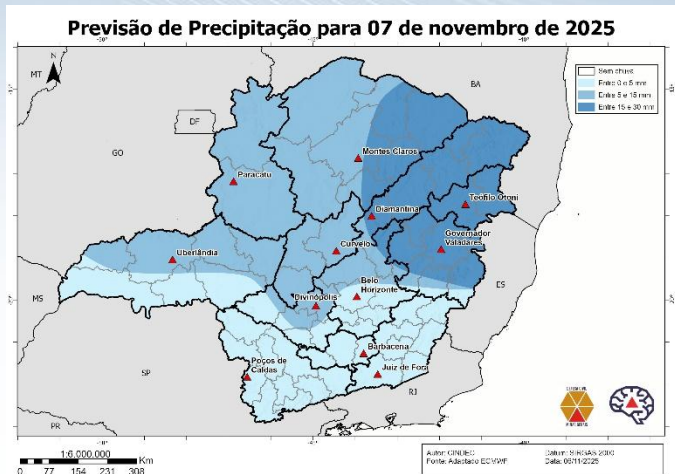 Previsão de Precipitação para 07 de novembro de 2025
N
MT
BA
DF
GO
MS
SP
PR
RJ
ES
Sem chuva
Entre 0 e 5 mm
Entre 5 e 15 mm
Entre 15 e 30 mm
Montes Claros
Paracatu
Teófilo Otoni
Diamantina
Governador
Valadares
Curvelo
Uberlândia
Belo
Horizonte
Divinópolis
Barbacena
Poços de
Caldas
Juiz de Fora
1:6,000,000
Km
0 77 154 231 308
Autor: CINDEC
Fonte: Adaptado ECMWF
Datum: SIRGAS 2000
Data: 06/11/2025